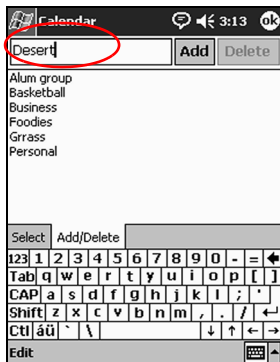 Calendar 3:13 ok
Desert Add Delete
Alum group
Basketball
Business
Foodies
Grrass
Personal
Select Add/Delete
123 1 2 3 4 5 6 7 8 9 0 - =
Tab q w e r t y u i o p [ ]
CAP a s d f g h j k l ; '
Shift z x c v b n m , . /
Ctl áü ` \
Edit